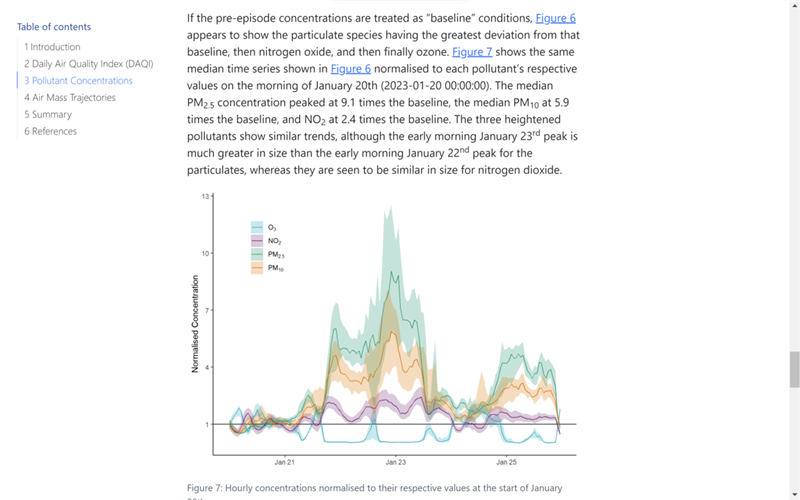 Table of contents
1 Introduction
2 Daily Air Quality Index (DAQI)
3 Pollutant Concentrations
4 Air Mass Trajectories
5 Summary
6 References
If the pre-episode concentrations are treated as “baseline” conditions, Figure 6
appears to show the particulate species having the greatest deviation from that
baseline, then nitrogen oxide, and then finally ozone. Figure 7 shows the same
median time series shown in Figure 6 normalised to each pollutant’s respective
values on the morning of January 20th (2023-01-20 00:00:00). The median
PM2.5 concentration peaked at 9.1 times the baseline, the median PM10 at 5.9
times the baseline, and NO2 at 2.4 times the baseline. The three heightened
pollutants show similar trends, although the early morning January 23rd peak is
much greater in size than the early morning January 22nd peak for the
particulates, whereas they are seen to be similar in size for nitrogen dioxide.
13
10
7
4
1
Normalised Concentration
O3
NO2
PM2.5
PM10
Jan 21
Jan 23
Jan 25
Figure 7: Hourly concentrations normalised to their respective values at the start of January